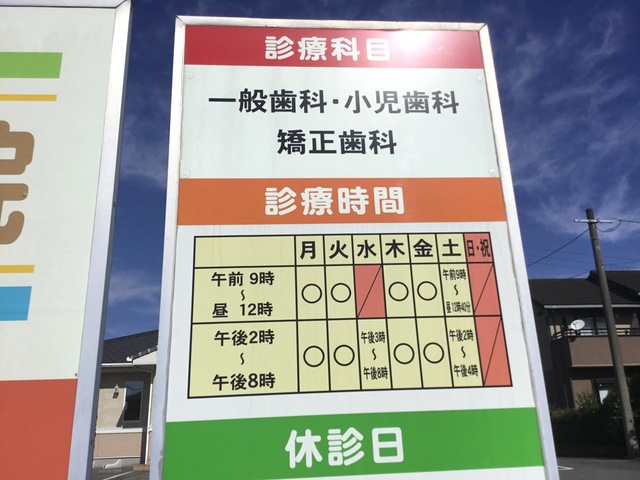 院
診療科目
一般歯科・小児歯科
矯正歯科
診療時間
月 火 水 木 金 土 日・祝
午前 9時 〜 昼 12時 ○ ○ ○ ○ 午前9時 〜 昼12時40分
午後2時 〜 午後8時 ○ ○ 午後3時 〜 午後8時 ○ ○ 午後2時 〜 午後4時
休診日